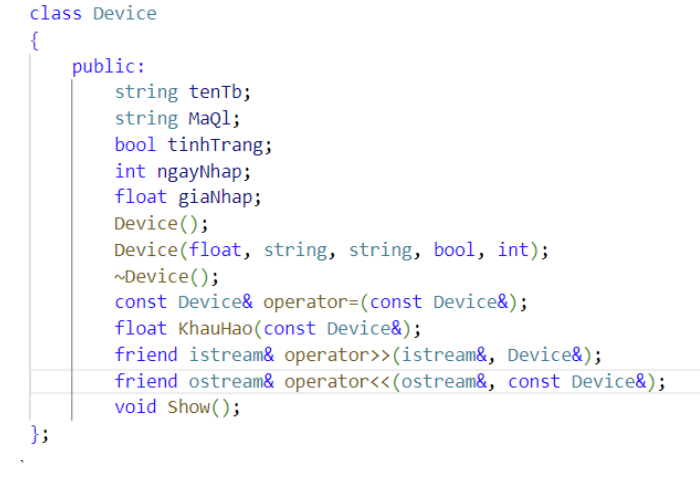 class Device
{
public:
string tenTb;
string MaQl;
bool tinhTrang;
int ngayNhap;
float giaNhap;
Device();
Device(float, string, string, bool, int);
~Device();
const Device& operator=(const Device&);
float KhauHao(const Device&);
friend istream& operator>>(istream&, Device&);
friend ostream& operator<<(ostream&, const Device&);
void Show();
};
`